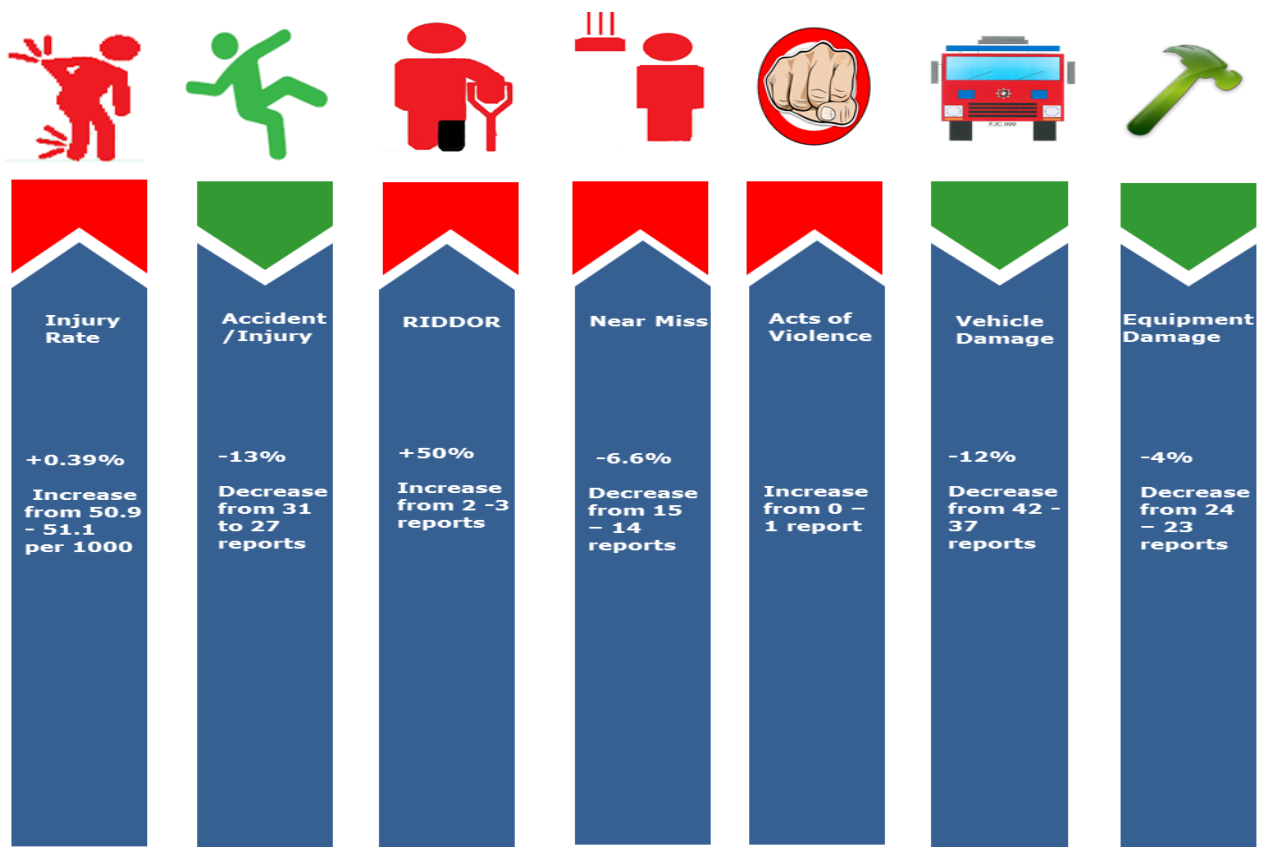 FJC 999
Injury
Rate
+0.39%
Increase
from 50.9
- 51.1
per 1000
Accident
/Injury
-13%
Decrease
from 31
to 27
reports
RIDDOR
+50%
Increase
from 2 -3
reports
Near Miss
-6.6%
Decrease
from 15
– 14
reports
Acts of
Violence
Increase
from 0 –
1 report
Vehicle
Damage
-12%
Decrease
from 42 -
37
reports
Equipment
Damage
-4%
Decrease
from 24
– 23
reports